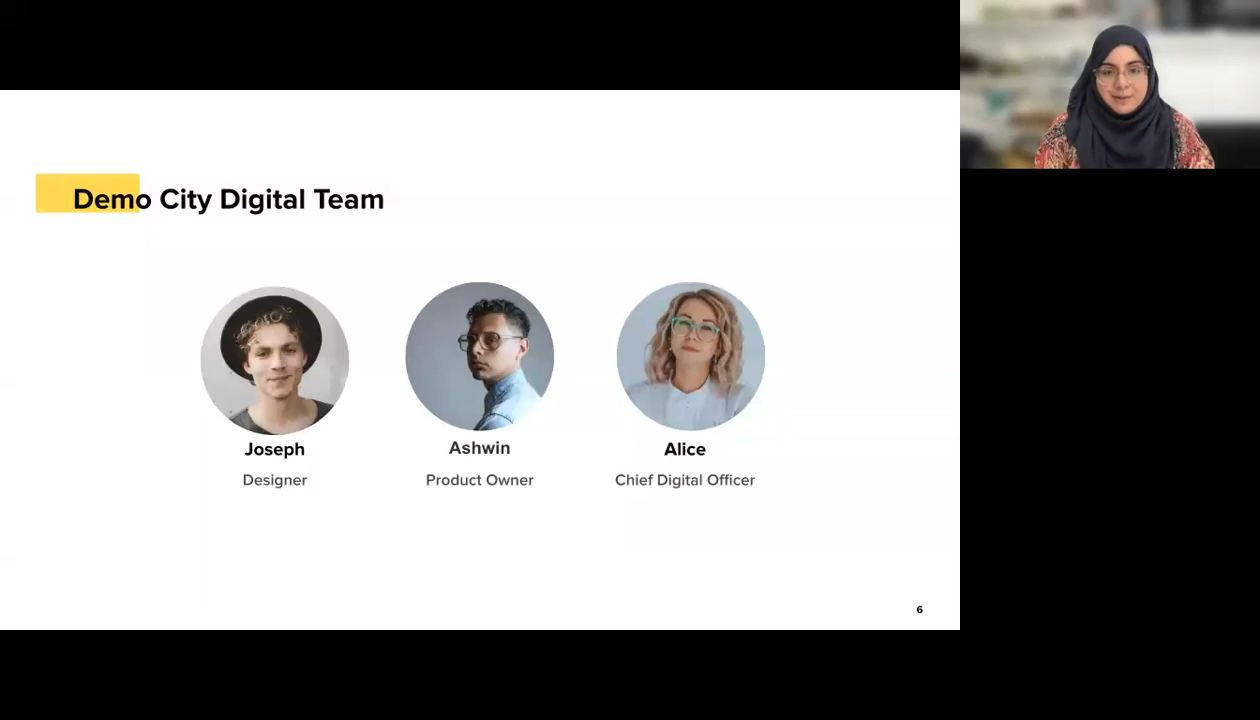 Demo City Digital Team
Joseph
Ashwin
Alice
Designer
Product Owner
Chief Digital Officer
6